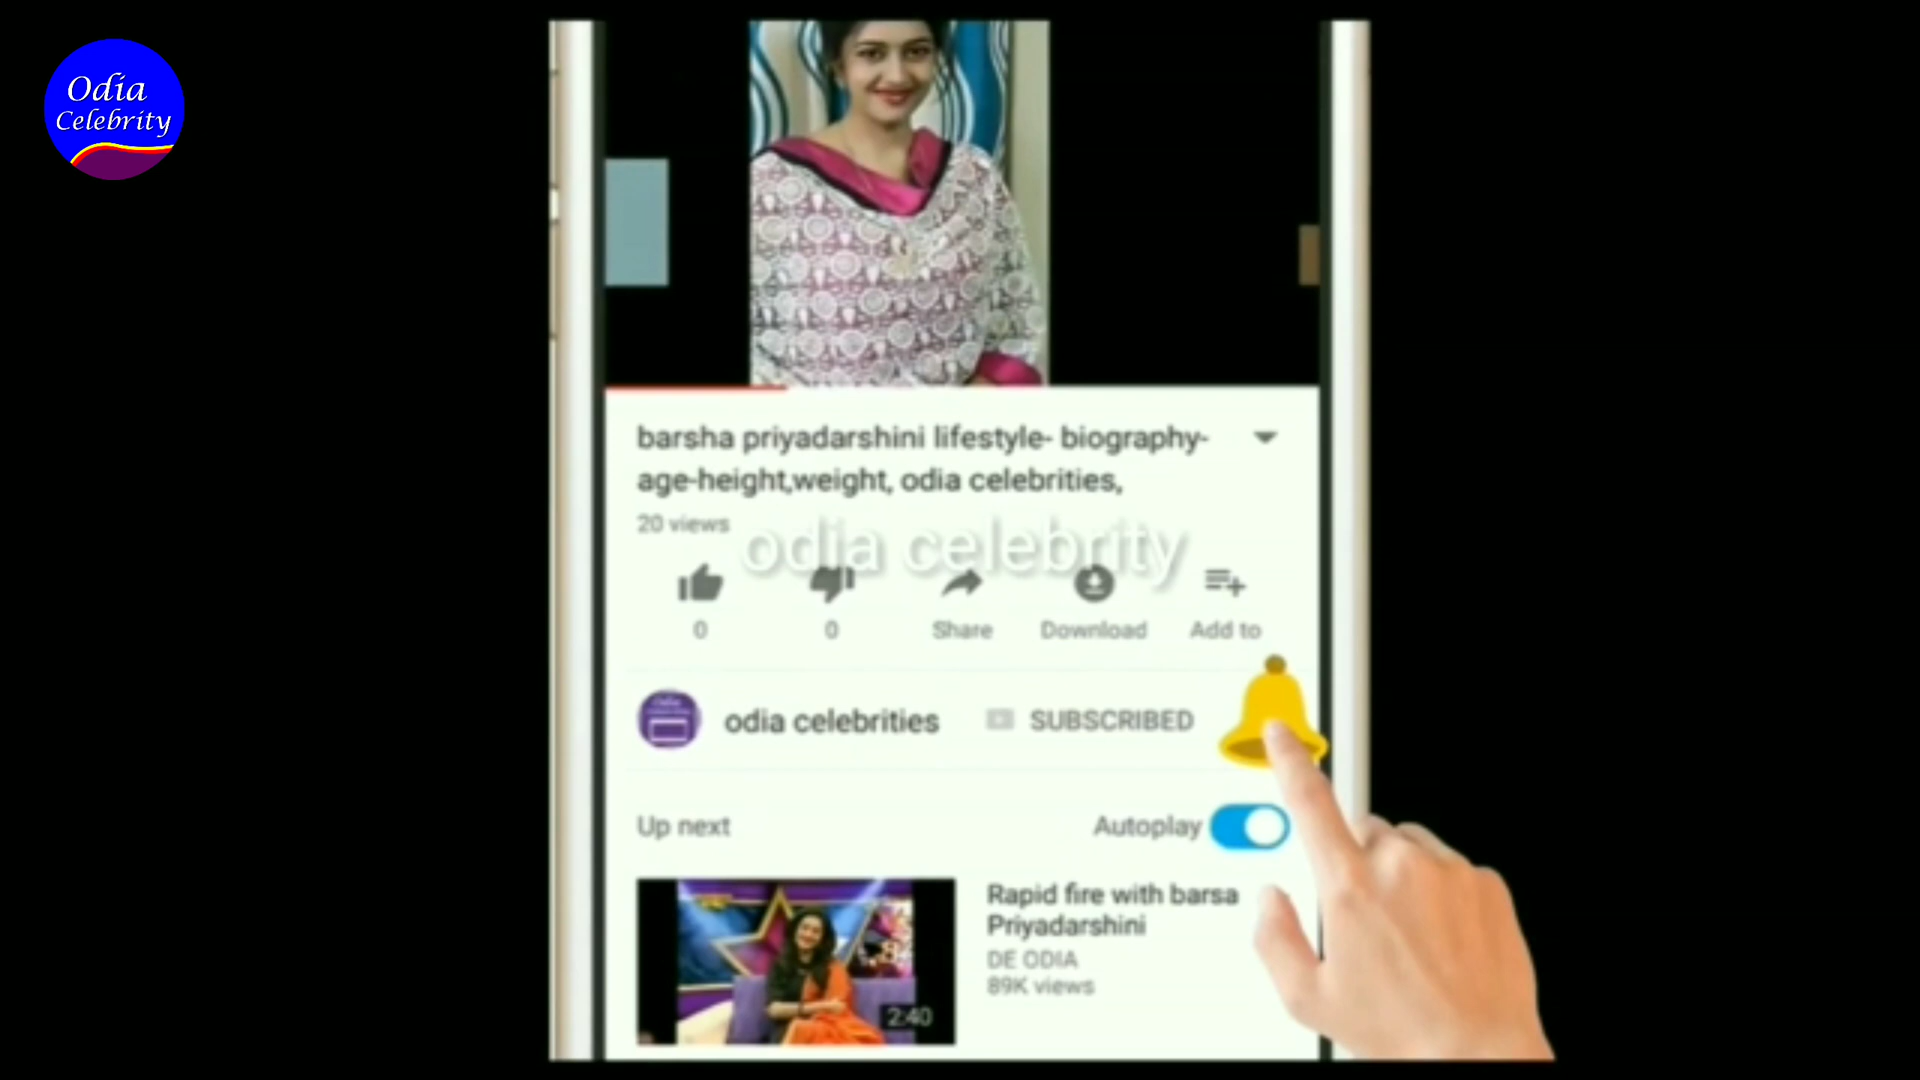 Odia
Celebrity
barsha priyadarshini lifestyle- biography-
age-height,weight, odia celebrities,
20 views
odia celebrity
0
0
Share
Download
Add to
odia celebrities
SUBSCRIBED
Up next
Autoplay
Rapid fire with barsa
Priyadarshini
DE ODIA
89K views
2:40